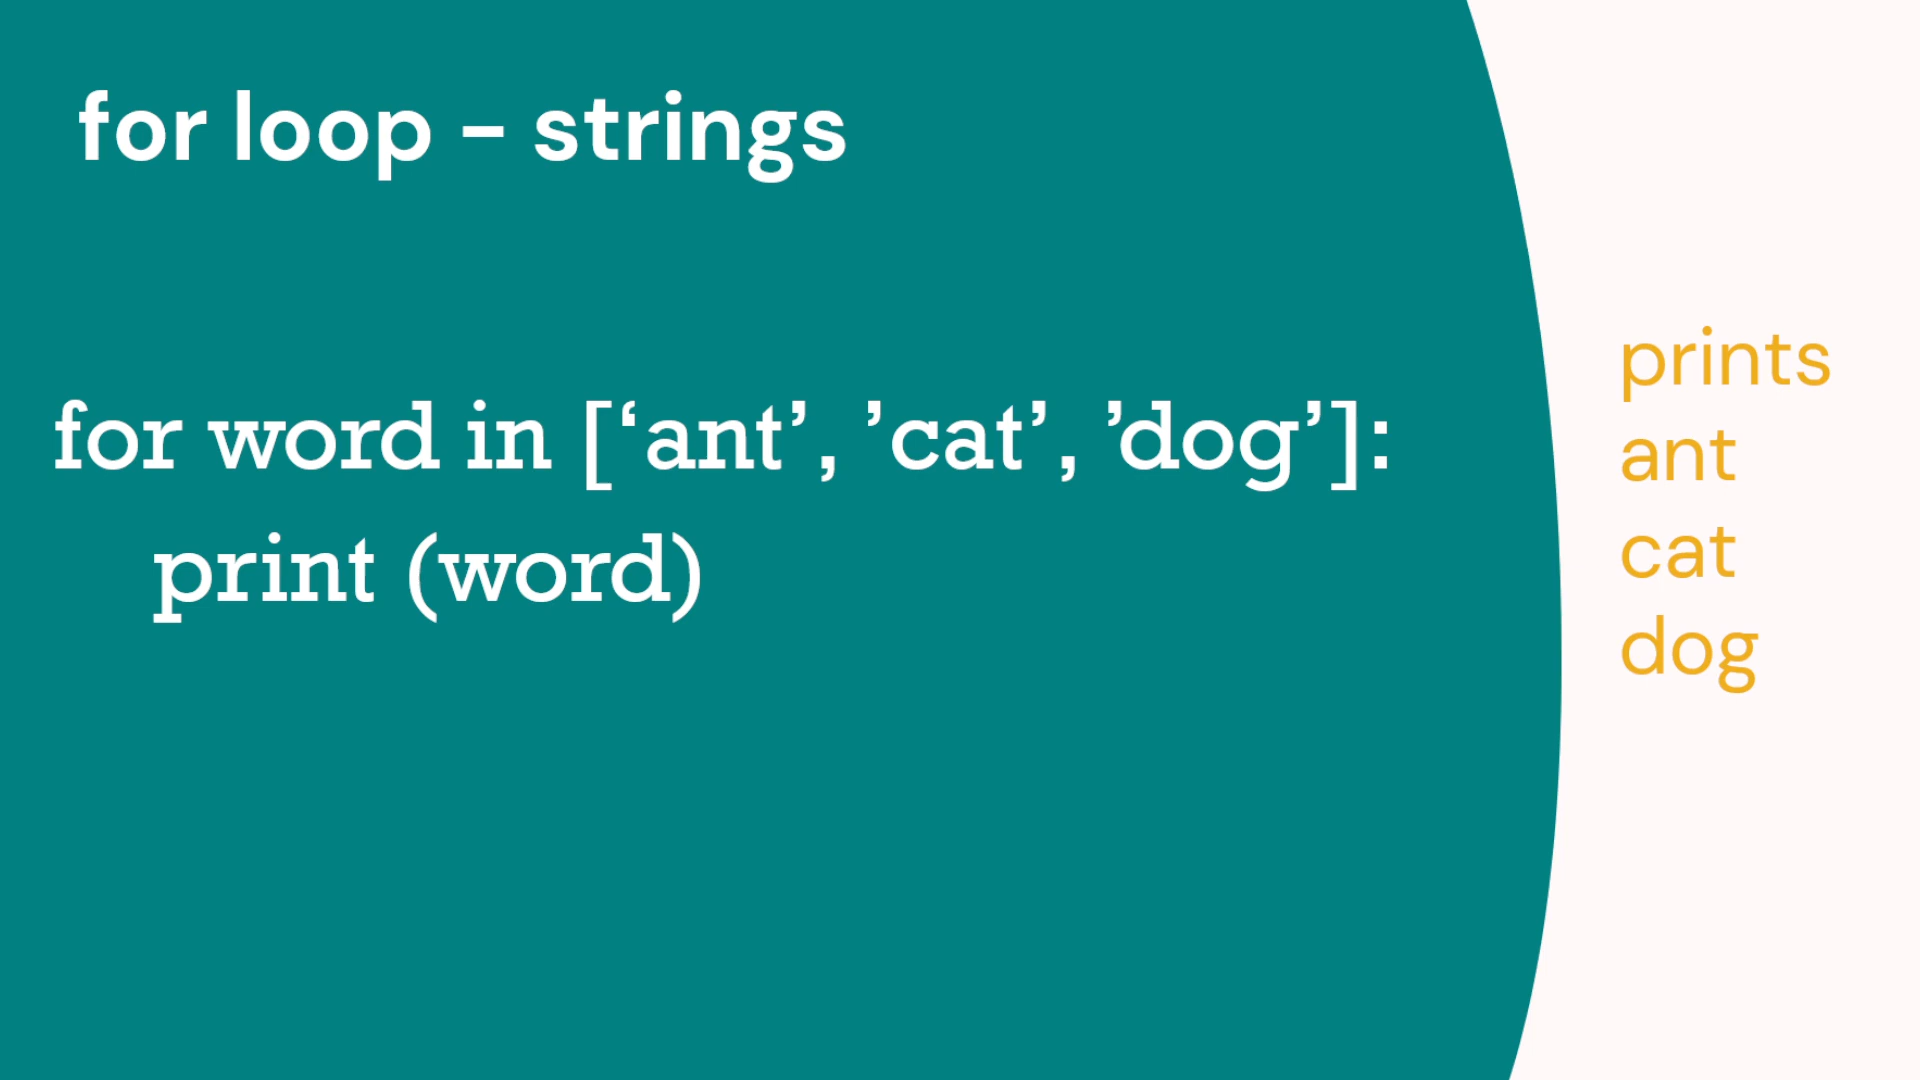 for loop – strings
for word in [‘ant’, ’cat’, ’dog’]:
print (word)
prints
ant
cat
dog